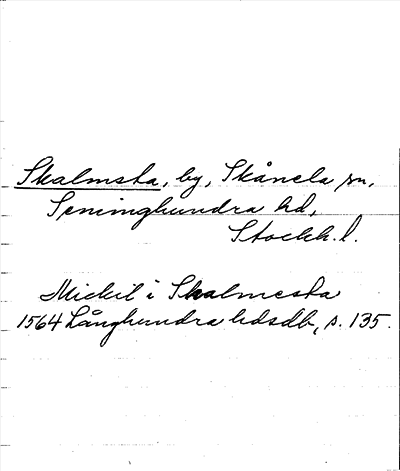 Skalmsta, by, Skånela sn,
Seminghundra hd,
Stockh. l.
Mickil i Skalmesta
1564 Långhundra hdsdb, s. 135.